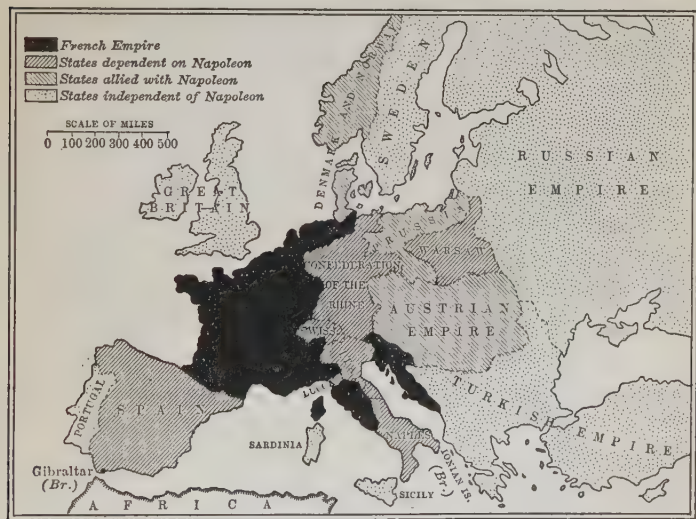 French Empire
States dependent on Napoleon
States allied with Napoleon
States independent of Napoleon
SCALE OF MILES
0 100 200 300 400 500
DENMARK AND NORWAY
SWEDEN
RUSSIAN
EMPIRE
GREAT
BRITAIN
PRUSSIA
WARSAW
CONFEDERATION
OF THE
RHINE
SWISS
AUSTRIAN
EMPIRE
LUCCA
PORTUGAL
SPAIN
TURKISH EMPIRE
SARDINIA
NAPLES
IONIAN IS.
(Br.)
Gibraltar
(Br.)
SICILY
AFRICA